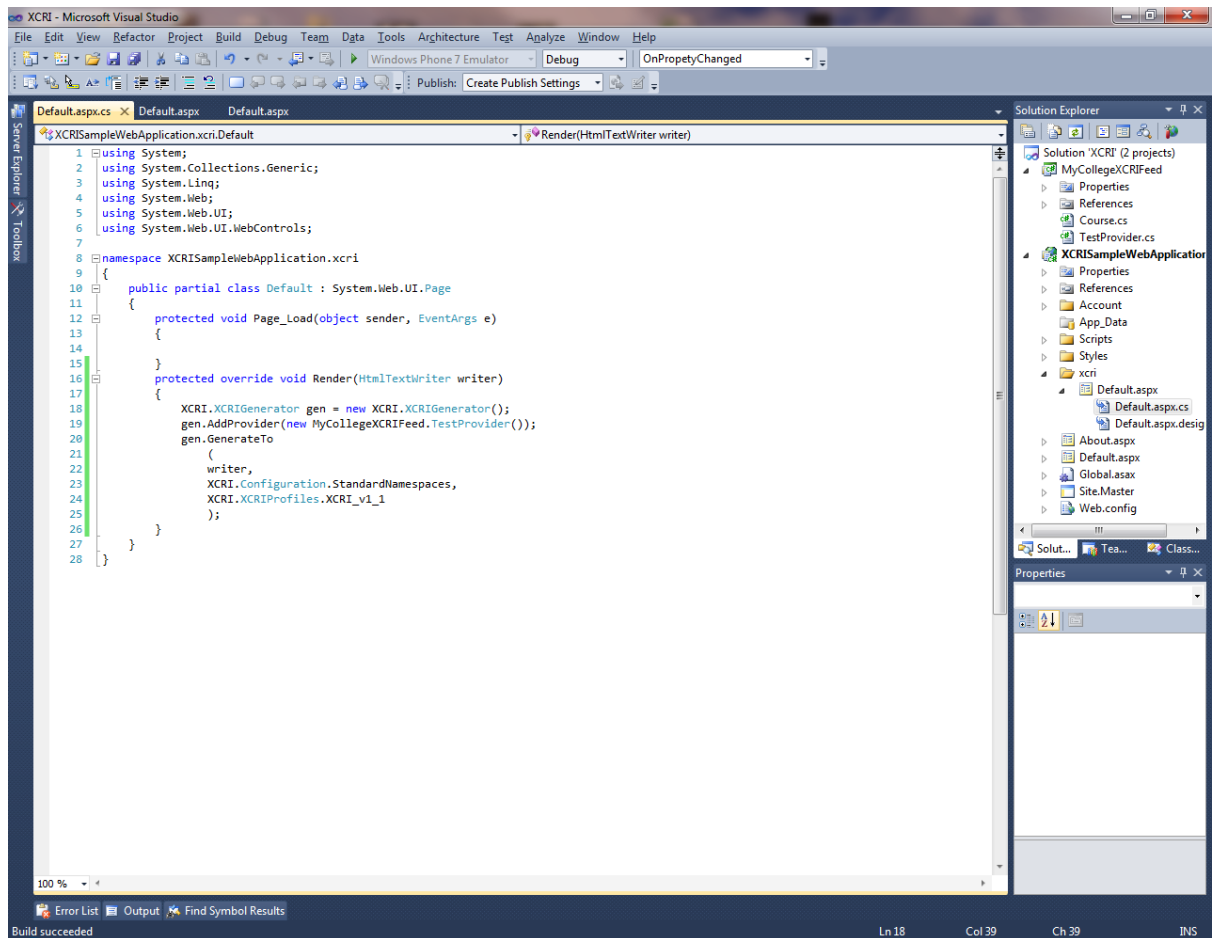 XCRI - Microsoft Visual Studio
File Edit View Refactor Project Build Debug Team Data Tools Architecture Test Analyze Window Help
Windows Phone 7 Emulator Debug OnPropetyChanged
Publish: Create Publish Settings
Server Explorer
Toolbox
Default.aspx.cs Default.aspx Default.aspx
XCRISampleWebApplication.xcri.Default Render(HtmlTextWriter writer)
1 using System;
2 using System.Collections.Generic;
3 using System.Linq;
4 using System.Web;
5 using System.Web.UI;
6 using System.Web.UI.WebControls;
7
8 namespace XCRISampleWebApplication.xcri
9 {
10 public partial class Default : System.Web.UI.Page
11 {
12 protected void Page_Load(object sender, EventArgs e)
13 {
14
15 }
16 protected override void Render(HtmlTextWriter writer)
17 {
18 XCRI.XCRIGenerator gen = new XCRI.XCRIGenerator();
19 gen.AddProvider(new MyCollegeXCRIFeed.TestProvider());
20 gen.GenerateTo
21 (
22 writer,
23 XCRI.Configuration.StandardNamespaces,
24 XCRI.XCRIProfiles.XCRI_v1_1
25 );
26 }
27 }
28 }
100 %
Solution Explorer
Solution 'XCRI' (2 projects)
MyCollegeXCRIFeed
Properties
References
Course.cs
TestProvider.cs
XCRISampleWebApplication
Properties
References
Account
App_Data
Scripts
Styles
xcri
Default.aspx
Default.aspx.cs
Default.aspx.desig
About.aspx
Default.aspx
Global.asax
Site.Master
Web.config
Solut... Tea... Class...
Properties
Error List Output Find Symbol Results
Build succeeded Ln 18 Col 39 Ch 39 INS